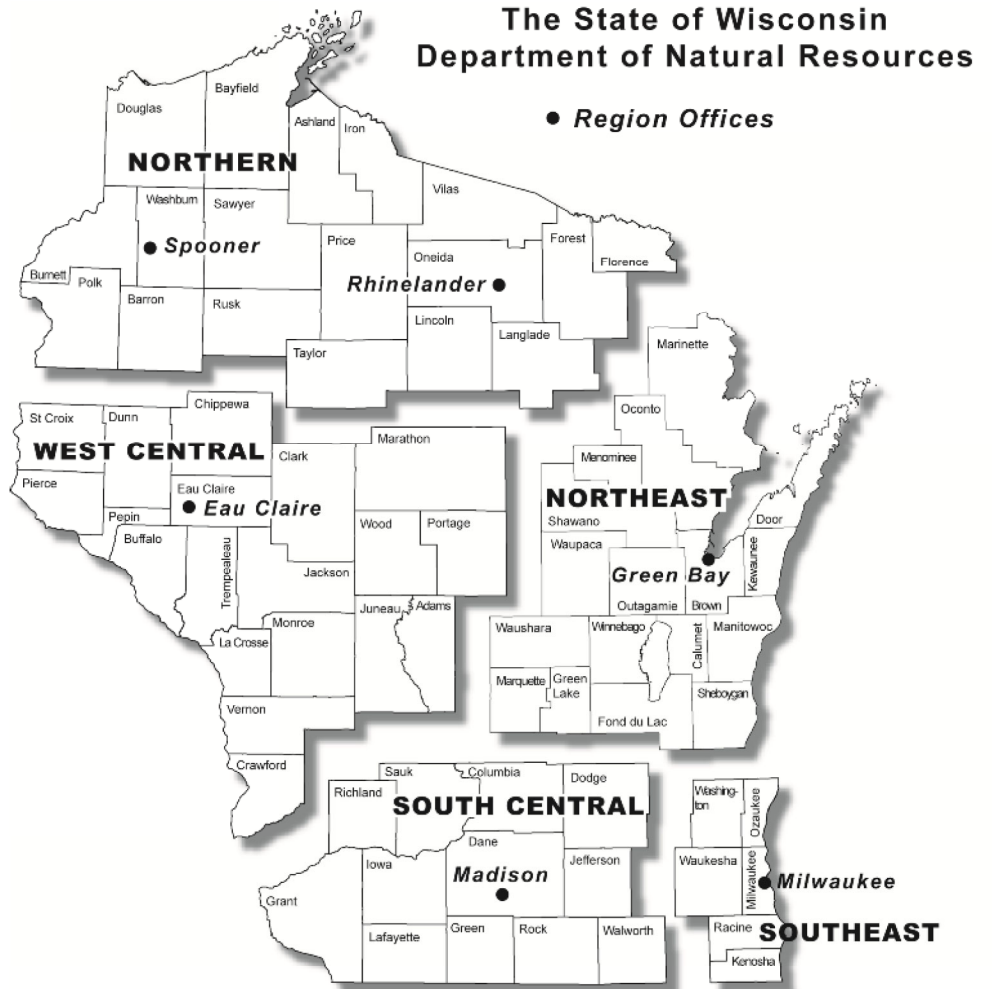 The State of Wisconsin
Department of Natural Resources
Region Offices
Bayfield
Douglas
Ashland
Iron
NORTHERN
Vilas
Washburn
Sawyer
Price
Forest
Spooner
Oneida
Florence
Burnett
Polk
Rhinelander
Barron
Rusk
Lincoln
Langlade
Taylor
Marinette
Chippewa
St Croix
Dunn
Oconto
WEST CENTRAL
Marathon
Clark
Menominee
Pierce
Eau Claire
Eau Claire
NORTHEAST
Pepin
Buffalo
Wood
Portage
Shawano
Door
Waupaca
Trempealeau
Jackson
Green Bay
Kewaunee
Juneau
Adams
Outagamie
Brown
Monroe
La Crosse
Waushara
Winnebago
Calumet
Manitowoc
Marquette
Green
Lake
Sheboygan
Vernon
Fond du Lac
Crawford
Sauk
Columbia
Dodge
Richland
SOUTH CENTRAL
Washing-
ton
Ozaukee
Dane
Iowa
Jefferson
Waukesha
Milwaukee
Madison
Milwaukee
Grant
Lafayette
Green
Rock
Walworth
Racine
SOUTHEAST
Kenosha